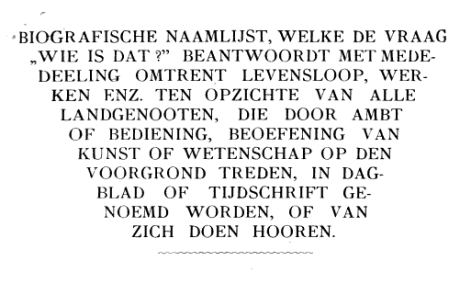 BIOGRAFISCHE NAAMLIJST, WELKE DE VRAAG
„WIE IS DAT?” BEANTWOORDT MET MEDE-
DEELING OMTRENT LEVENSLOOP, WER-
KEN ENZ. TEN OPZICHTE VAN ALLE
LANDGENOOTEN, DIE DOOR AMBT
OF BEDIENING, BEOEFENING VAN
KUNST OF WETENSCHAP OP DEN
VOORGROND TREDEN, IN DAG-
BLAD OF TIJDSCHRIFT GE-
NOEMD WORDEN, OF VAN
ZICH DOEN HOOREN.